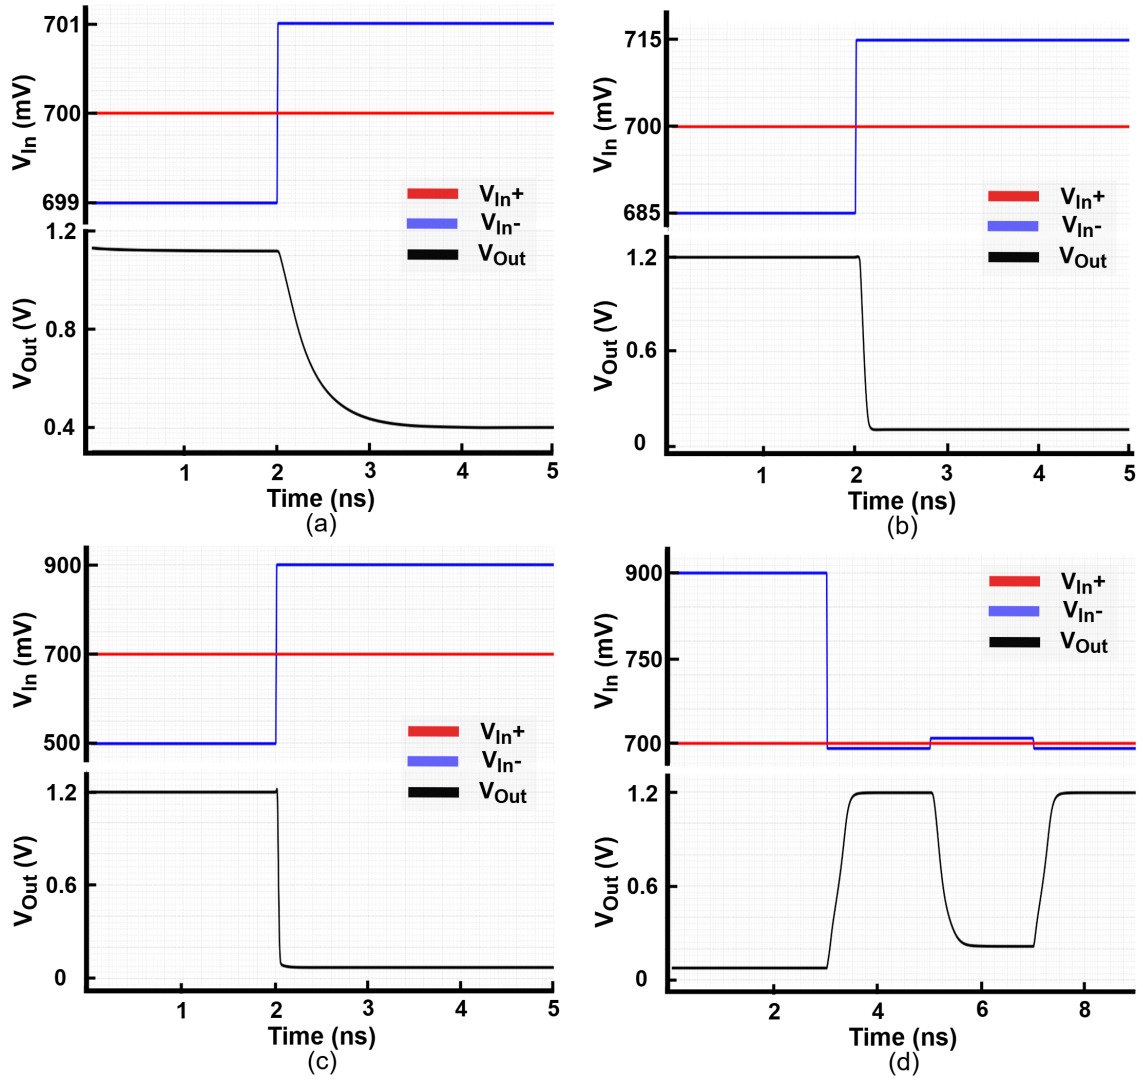 701
700
699
V_In (mV)
V_In+
V_In-
V_Out
1.2
0.8
0.4
V_Out (V)
1 2 3 4 5
Time (ns)
(a)
715
700
685
V_In (mV)
V_In+
V_In-
V_Out
1.2
0.6
0
V_Out (V)
1 2 3 4 5
Time (ns)
(b)
900
700
500
V_In (mV)
V_In+
V_In-
V_Out
1.2
0.6
0
V_Out (V)
1 2 3 4 5
Time (ns)
(c)
900
750
700
V_In (mV)
V_In+
V_In-
V_Out
1.2
0.6
0
V_Out (V)
2 4 6 8
Time (ns)
(d)